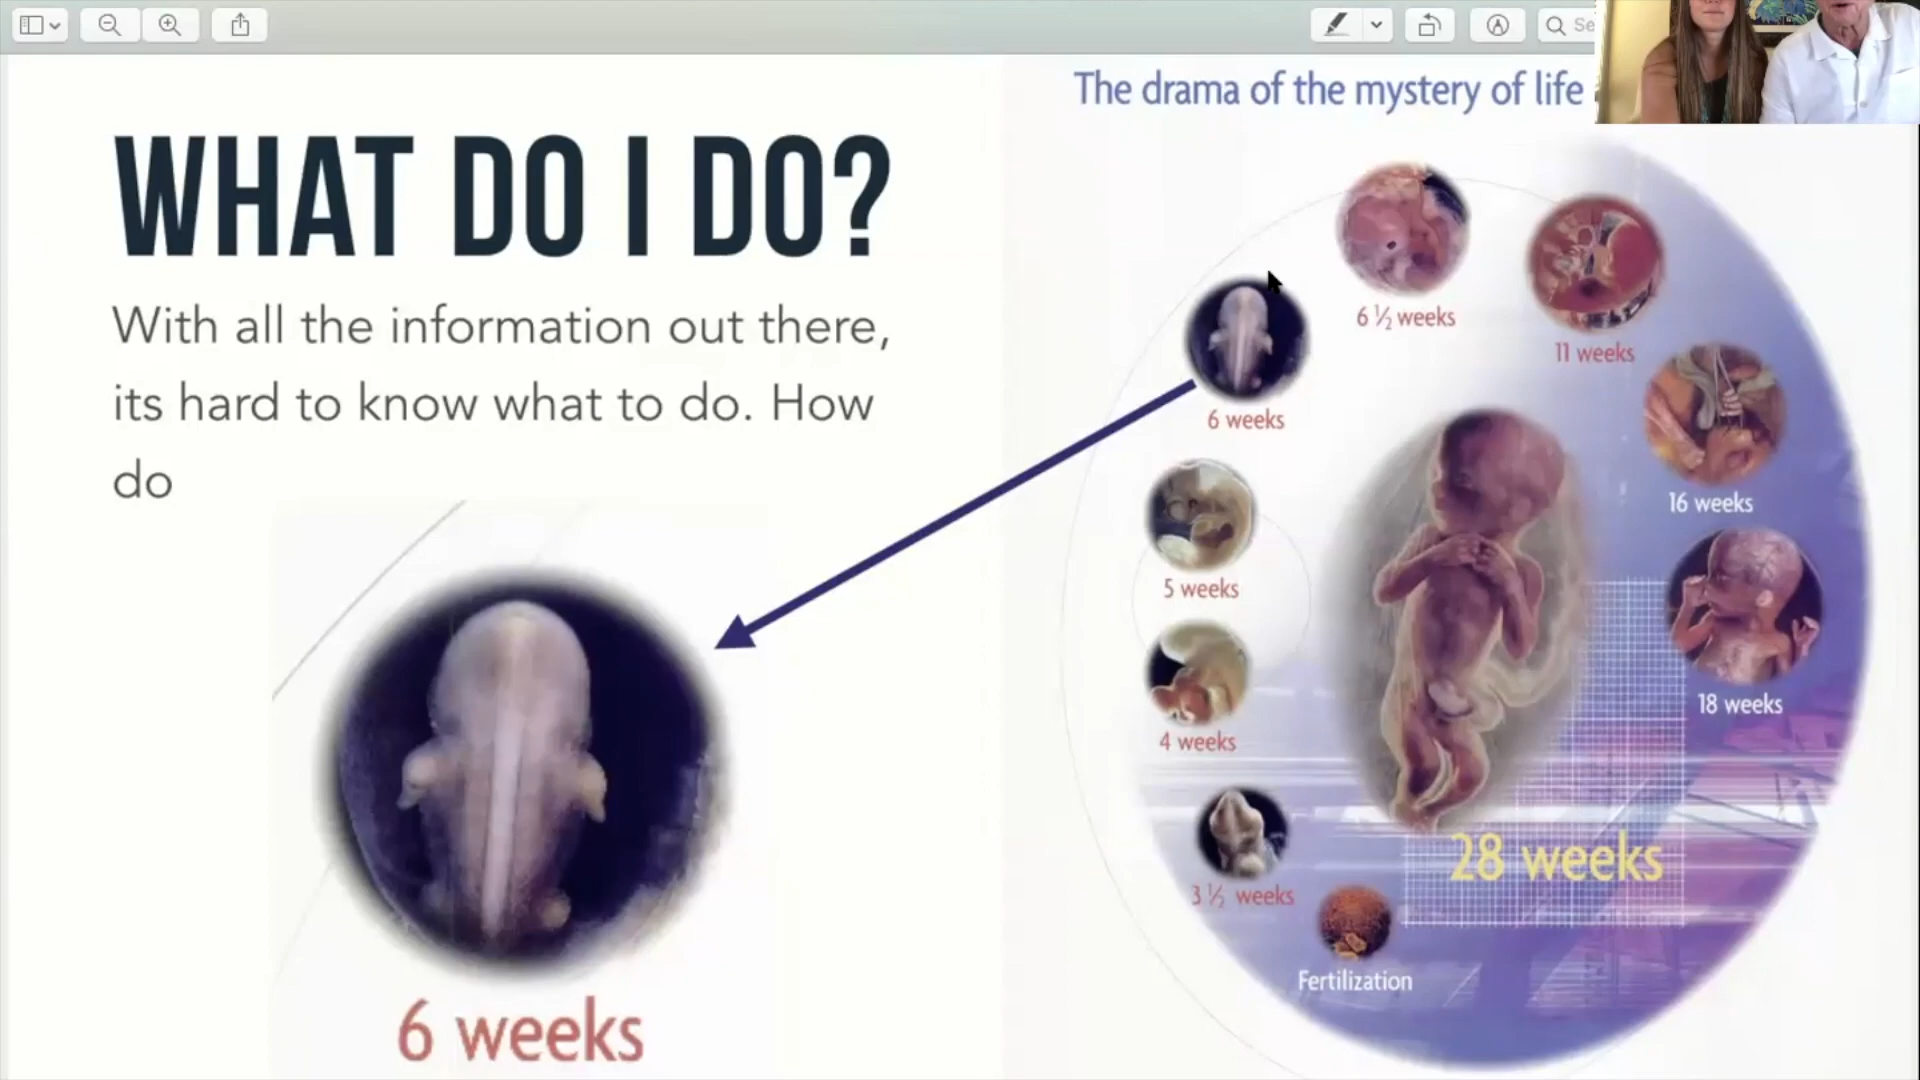 Se
The drama of the mystery of life
WHAT DO I DO?
With all the information out there,
its hard to know what to do. How
do
6 weeks
6 ½ weeks
11 weeks
6 weeks
16 weeks
5 weeks
18 weeks
4 weeks
28 weeks
3 ½ weeks
Fertilization